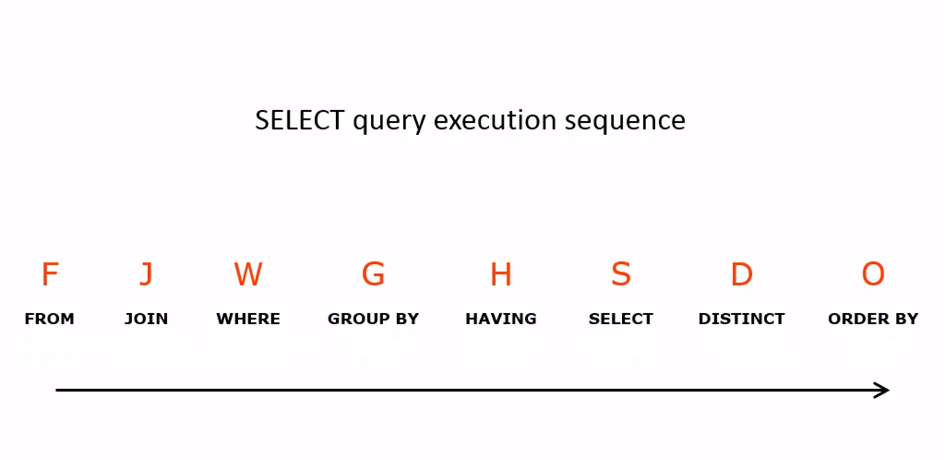 SELECT query execution sequence
F J W G H S D O
FROM JOIN WHERE GROUP BY HAVING SELECT DISTINCT ORDER BY